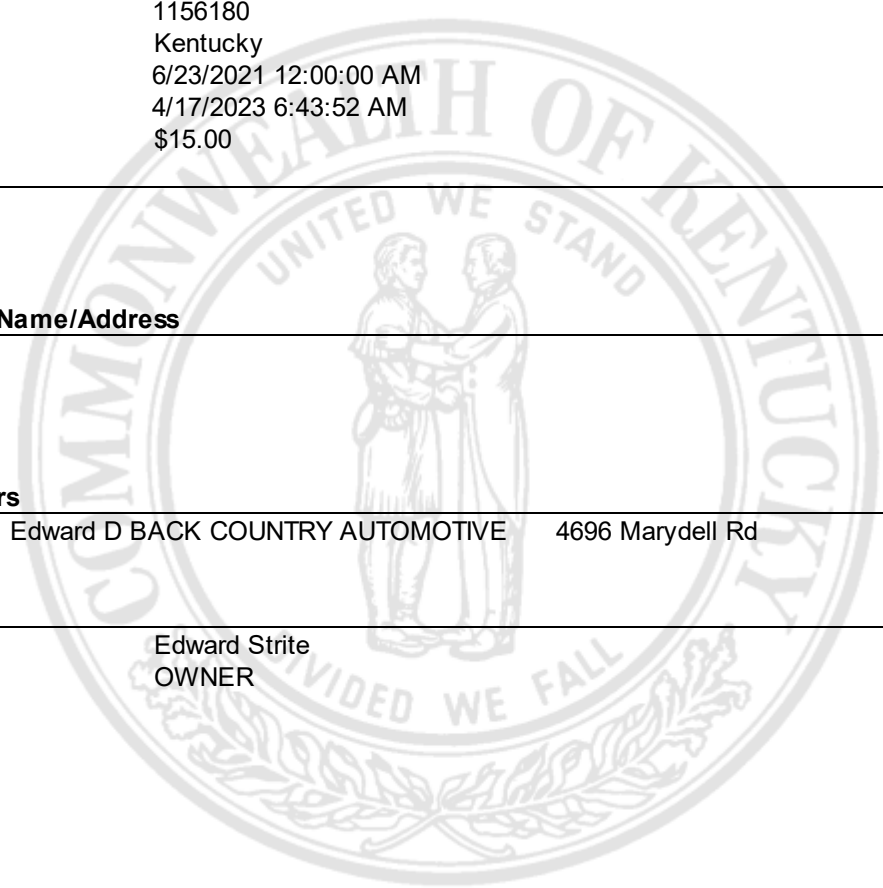 1156180
Kentucky
6/23/2021 12:00:00 AM
4/17/2023 6:43:52 AM
$15.00
COMMONWEALTH OF KENTUCKY
UNITED WE STAND
Name/Address
rs
Edward D BACK COUNTRY AUTOMOTIVE 4696 Marydell Rd
Edward Strite
OWNER
DIVIDED WE FALL